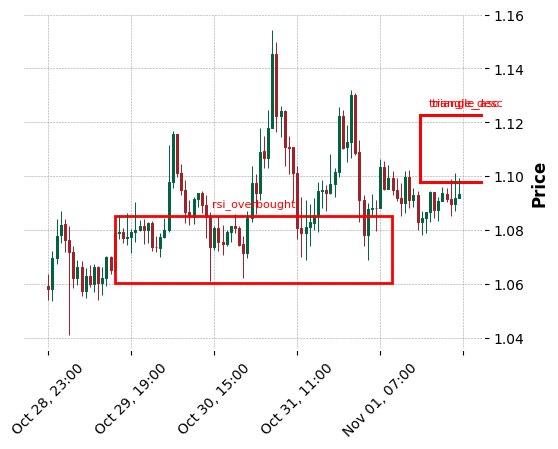 1.16
1.14
triangle_desc
1.12
1.10
Price
rsi_overbought
1.08
1.06
1.04
Oct 28, 23:00
Oct 29, 19:00
Oct 30, 15:00
Oct 31, 11:00
Nov 01, 07:00